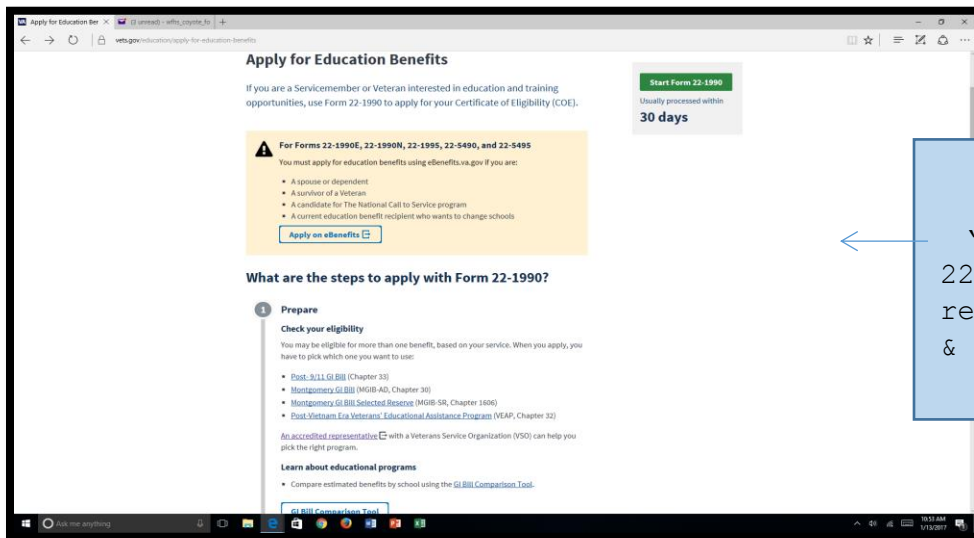 Apply for Education Ber
vets.gov/education/apply-for-education-benefits
Apply for Education Benefits
If you are a Servicemember or Veteran interested in education and training
opportunities, use Form 22-1990 to apply for your Certificate of Eligibility (COE).
Start Form 22-1990
Usually processed within
30 days
For Forms 22-1990E, 22-1990N, 22-1995, 22-5490, and 22-5495
You must apply for education benefits using eBenefits.va.gov if you are:
• A spouse or dependent
• A survivor of a Veteran
• A candidate for The National Call to Service program
• A current education benefit recipient who wants to change schools
Apply on eBenefits
What are the steps to apply with Form 22-1990?
1 Prepare
Check your eligibility
You may be eligible for more than one benefit, based on your service. When you apply, you
have to pick which one you want to use:
• Post- 9/11 GI Bill (Chapter 33)
• Montgomery GI Bill (MGIB-AD, Chapter 30)
• Montgomery GI Bill Selected Reserve (MGIB-SR, Chapter 1606)
• Post-Vietnam Era Veterans' Educational Assistance Program (VEAP, Chapter 32)
An accredited representative with a Veterans Service Organization (VSO) can help you
pick the right program.
Learn about educational programs
• Compare estimated benefits by school using the GI Bill Comparison Tool.
GI Bill Comparison Tool
22
re
&
Ask me anything
10:53 AM
1/13/2017